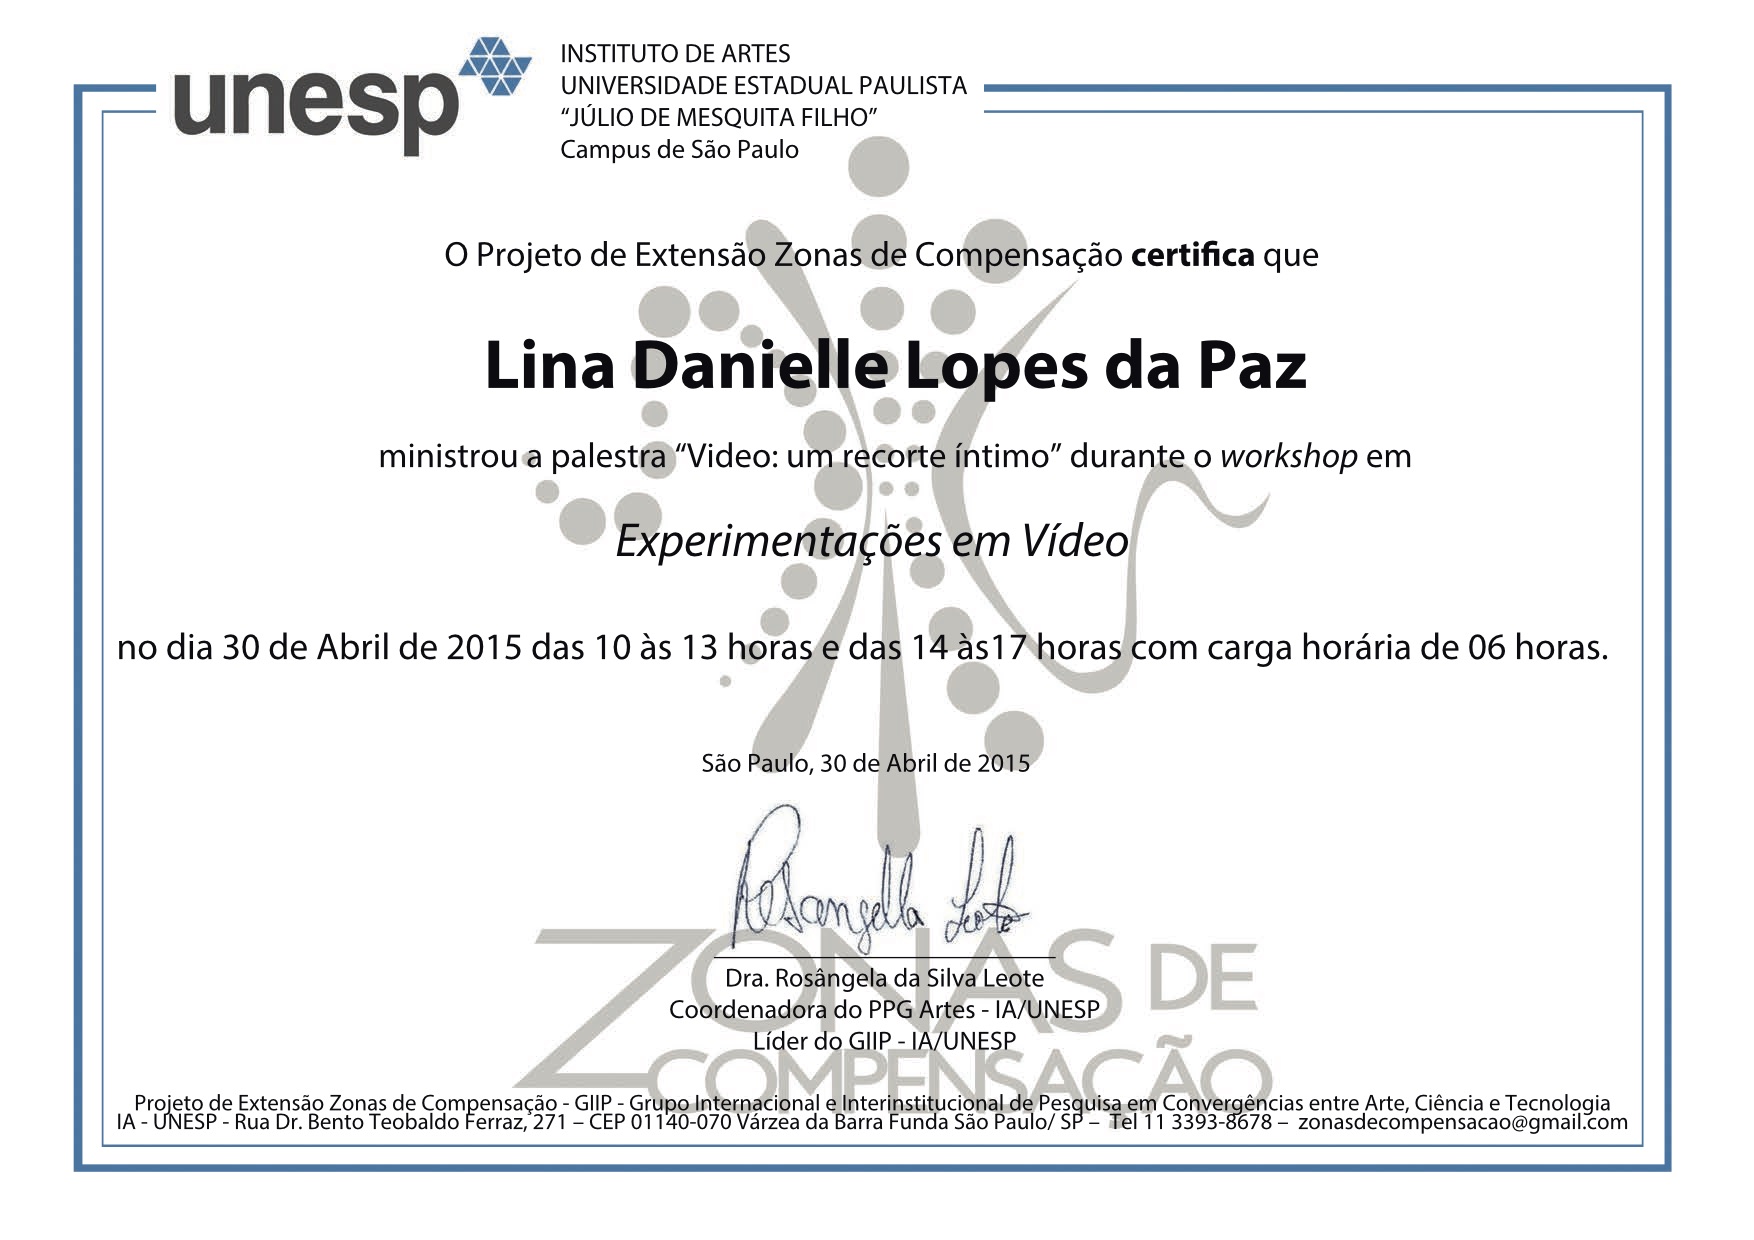 unesp
INSTITUTO DE ARTES
UNIVERSIDADE ESTADUAL PAULISTA
“JÚLIO DE MESQUITA FILHO”
Campus de São Paulo
O Projeto de Extensão Zonas de Compensação certifica que
Lina Danielle Lopes da Paz
ministrou a palestra “Video: um recorte íntimo” durante o workshop em
Experimentações em Vídeo
no dia 30 de Abril de 2015 das 10 às 13 horas e das 14 às17 horas com carga horária de 06 horas.
São Paulo, 30 de Abril de 2015
Rosangella Leote
ZONAS DE
COMPENSAÇÃO
Dra. Rosângela da Silva Leote
Coordenadora do PPG Artes - IA/UNESP
Líder do GIIP - IA/UNESP
Projeto de Extensão Zonas de Compensação - GIIP - Grupo Internacional e Interinstitucional de Pesquisa em Convergências entre Arte, Ciência e Tecnologia
IA - UNESP - Rua Dr. Bento Teobaldo Ferraz, 271 – CEP 01140-070 Várzea da Barra Funda São Paulo/ SP – Tel 11 3393-8678 – zonasdecompensacao@gmail.com